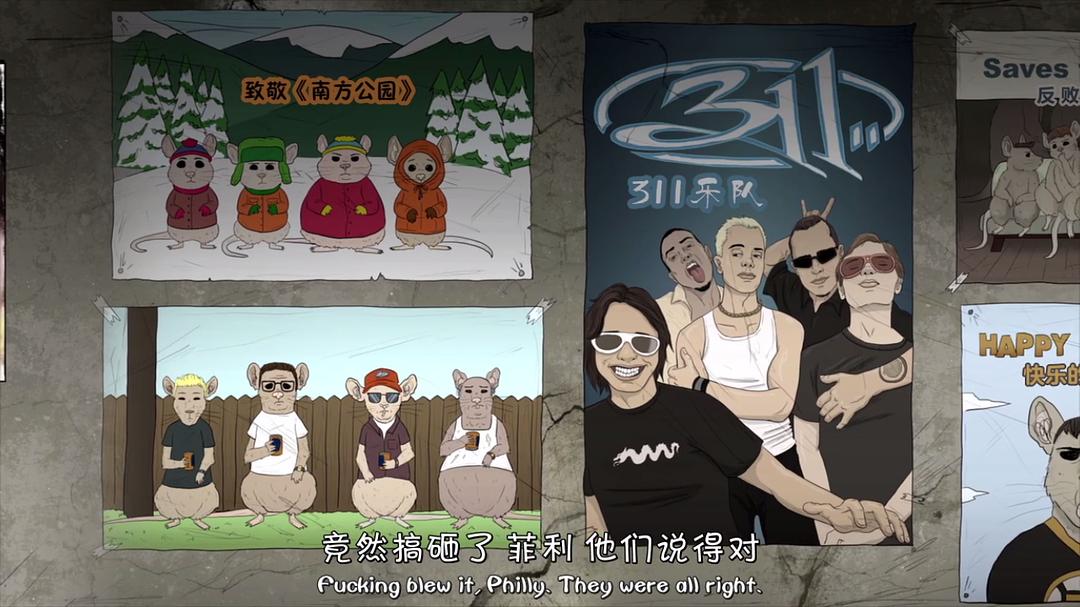 致敬《南方公园》
311
311乐队
Saves
反败
HAPPY
快乐的
竟然搞砸了 菲利 他们说得对
Fucking blew it, Philly. They were all right.